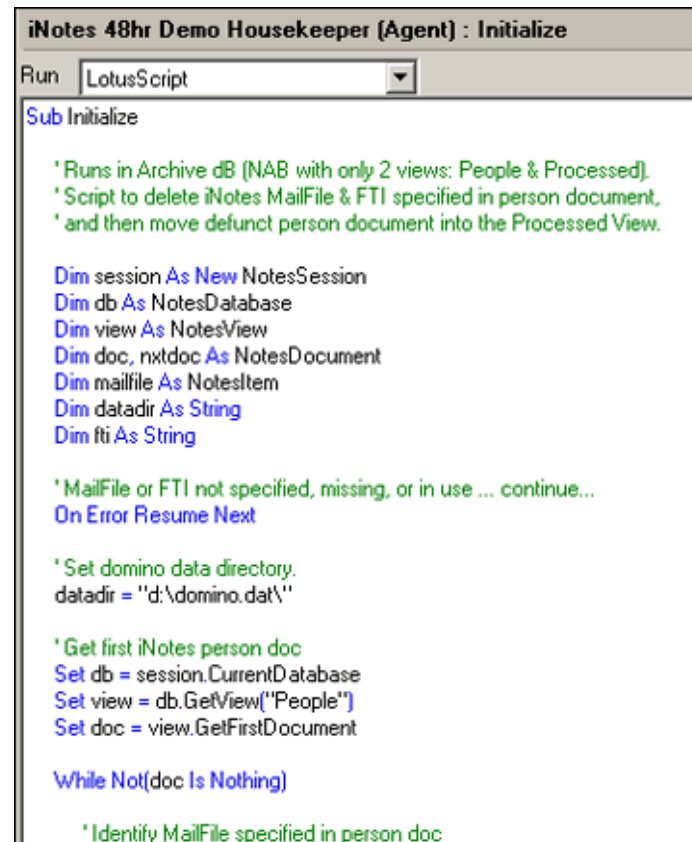 iNotes 48hr Demo Housekeeper (Agent) : Initialize
Run LotusScript
Sub Initialize
'Runs in Archive dB (NAB with only 2 views: People & Processed).
'Script to delete iNotes MailFile & FTI specified in person document,
'and then move defunct person document into the Processed View.
Dim session As New NotesSession
Dim db As NotesDatabase
Dim view As NotesView
Dim doc, nxtdoc As NotesDocument
Dim mailfile As NotesItem
Dim datadir As String
Dim fti As String
'MailFile or FTI not specified, missing, or in use ... continue...
On Error Resume Next
'Set domino data directory.
datadir = "d:\domino.dat\"
'Get first iNotes person doc
Set db = session.CurrentDatabase
Set view = db.GetView("People")
Set doc = view.GetFirstDocument
While Not(doc Is Nothing)
'Identify MailFile specified in person doc